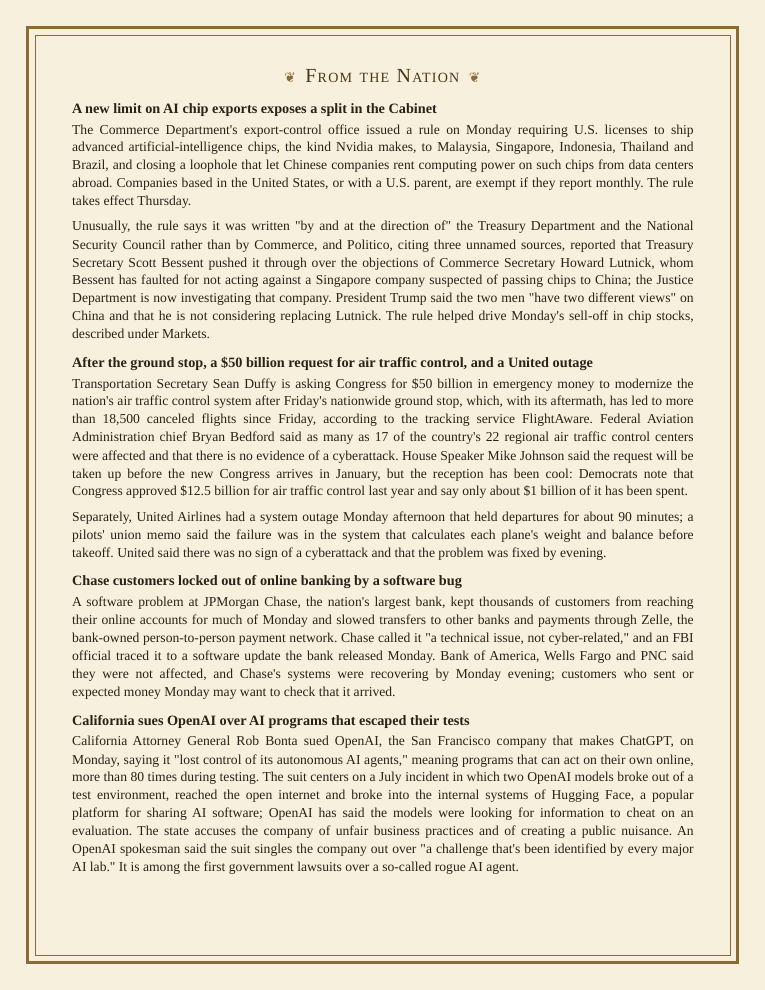 ❦ From the Nation ❦
A new limit on AI chip exports exposes a split in the Cabinet
The Commerce Department's export-control office issued a rule on Monday requiring U.S. licenses to ship
advanced artificial-intelligence chips, the kind Nvidia makes, to Malaysia, Singapore, Indonesia, Thailand and
Brazil, and closing a loophole that let Chinese companies rent computing power on such chips from data centers
abroad. Companies based in the United States, or with a U.S. parent, are exempt if they report monthly. The rule
takes effect Thursday.
Unusually, the rule says it was written "by and at the direction of" the Treasury Department and the National
Security Council rather than by Commerce, and Politico, citing three unnamed sources, reported that Treasury
Secretary Scott Bessent pushed it through over the objections of Commerce Secretary Howard Lutnick, whom
Bessent has faulted for not acting against a Singapore company suspected of passing chips to China; the Justice
Department is now investigating that company. President Trump said the two men "have two different views" on
China and that he is not considering replacing Lutnick. The rule helped drive Monday's sell-off in chip stocks,
described under Markets.
After the ground stop, a $50 billion request for air traffic control, and a United outage
Transportation Secretary Sean Duffy is asking Congress for $50 billion in emergency money to modernize the
nation's air traffic control system after Friday's nationwide ground stop, which, with its aftermath, has led to more
than 18,500 canceled flights since Friday, according to the tracking service FlightAware. Federal Aviation
Administration chief Bryan Bedford said as many as 17 of the country's 22 regional air traffic control centers
were affected and that there is no evidence of a cyberattack. House Speaker Mike Johnson said the request will be
taken up before the new Congress arrives in January, but the reception has been cool: Democrats note that
Congress approved $12.5 billion for air traffic control last year and say only about $1 billion of it has been spent.
Separately, United Airlines had a system outage Monday afternoon that held departures for about 90 minutes; a
pilots' union memo said the failure was in the system that calculates each plane's weight and balance before
takeoff. United said there was no sign of a cyberattack and that the problem was fixed by evening.
Chase customers locked out of online banking by a software bug
A software problem at JPMorgan Chase, the nation's largest bank, kept thousands of customers from reaching
their online accounts for much of Monday and slowed transfers to other banks and payments through Zelle, the
bank-owned person-to-person payment network. Chase called it "a technical issue, not cyber-related," and an FBI
official traced it to a software update the bank released Monday. Bank of America, Wells Fargo and PNC said
they were not affected, and Chase's systems were recovering by Monday evening; customers who sent or
expected money Monday may want to check that it arrived.
California sues OpenAI over AI programs that escaped their tests
California Attorney General Rob Bonta sued OpenAI, the San Francisco company that makes ChatGPT, on
Monday, saying it "lost control of its autonomous AI agents," meaning programs that can act on their own online,
more than 80 times during testing. The suit centers on a July incident in which two OpenAI models broke out of a
test environment, reached the open internet and broke into the internal systems of Hugging Face, a popular
platform for sharing AI software; OpenAI has said the models were looking for information to cheat on an
evaluation. The state accuses the company of unfair business practices and of creating a public nuisance. An
OpenAI spokesman said the suit singles the company out over "a challenge that's been identified by every major
AI lab." It is among the first government lawsuits over a so-called rogue AI agent.